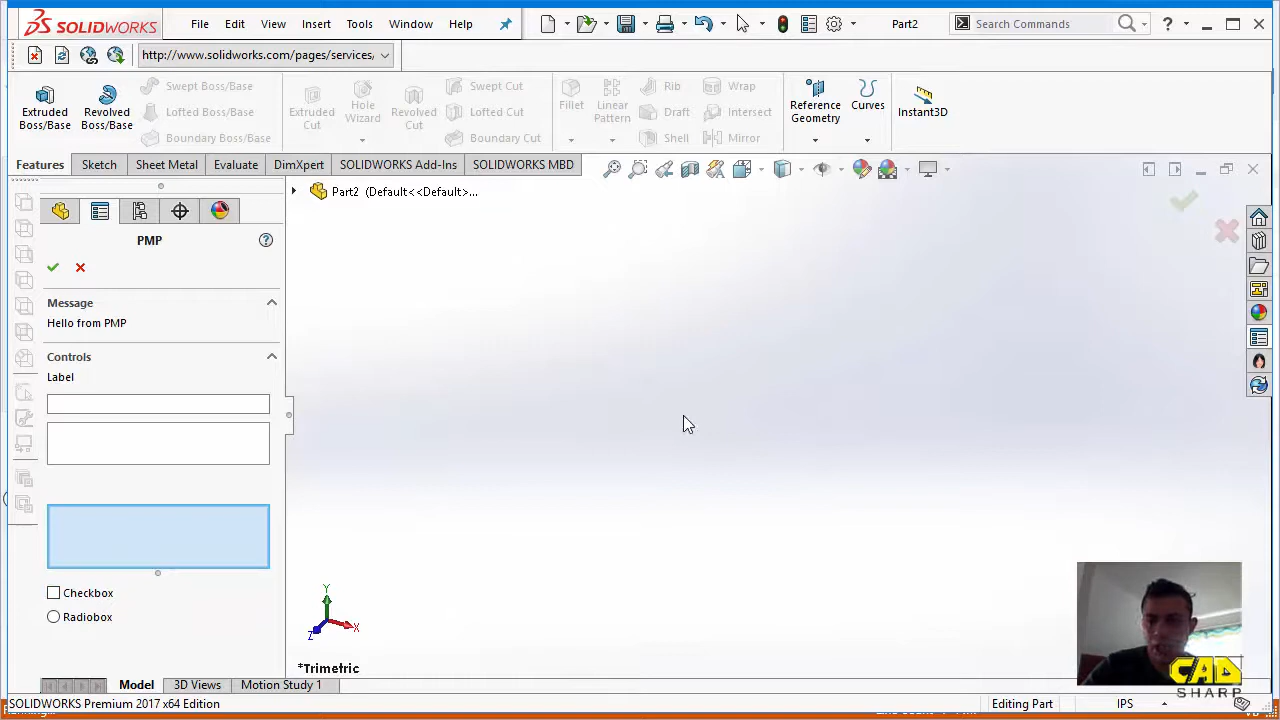 SOLIDWORKS File Edit View Insert Tools Window Help Part2 Search Commands ?
http://www.solidworks.com/pages/services/
Extruded Boss/Base
Revolved Boss/Base
Swept Boss/Base
Lofted Boss/Base
Boundary Boss/Base
Extruded Cut
Hole Wizard
Revolved Cut
Swept Cut
Lofted Cut
Boundary Cut
Fillet
Linear Pattern
Rib
Draft
Shell
Wrap
Intersect
Mirror
Reference Geometry
Curves
Instant3D
Features Sketch Sheet Metal Evaluate DimXpert SOLIDWORKS Add-Ins SOLIDWORKS MBD
Part2 (Default<<Default>...
PMP ?
Message
Hello from PMP
Controls
Label
Checkbox
Radiobox
Y
X
Z
*Trimetric
CAD
SHARP
Model 3D Views Motion Study 1
SOLIDWORKS Premium 2017 x64 Edition Editing Part IPS